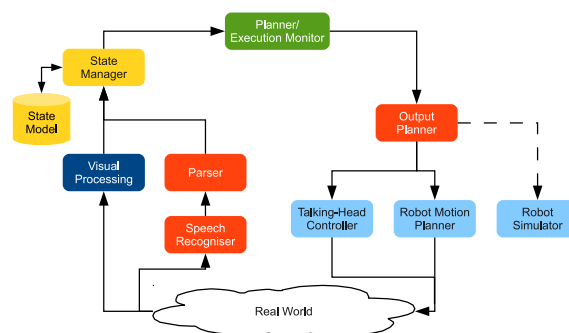 Planner/
Execution Monitor
State
Manager
State
Model
Output
Planner
Visual
Processing
Parser
Speech
Recogniser
Talking-Head
Controller
Robot Motion
Planner
Robot
Simulator
Real World